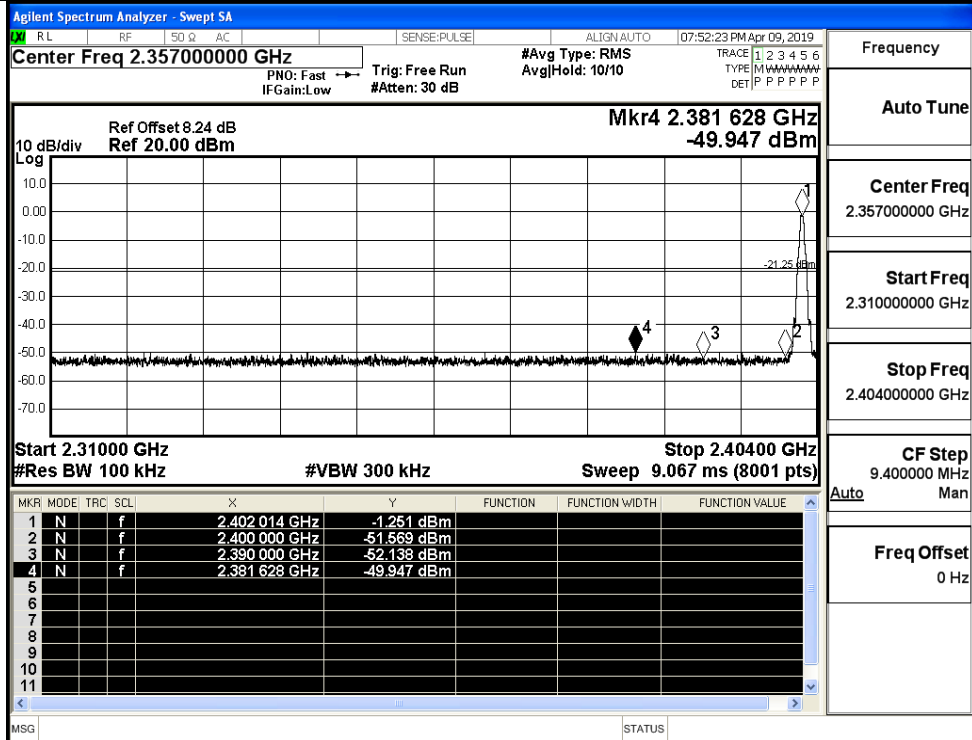 Agilent Spectrum Analyzer - Swept SA
LXI RL RF 50 Ω AC SENSE:PULSE ALIGN AUTO 07:52:23 PM Apr 09, 2019
Center Freq 2.357000000 GHz
PNO: Fast
IFGain:Low
Trig: Free Run
#Atten: 30 dB
#Avg Type: RMS
Avg|Hold: 10/10
TRACE 1 2 3 4 5 6
TYPE M WWWWW
DET P P P P P P
Mkr4 2.381 628 GHz
-49.947 dBm
Ref Offset 8.24 dB
10 dB/div Ref 20.00 dBm
Log
10.0
0.00
-10.0
-20.0
-30.0
-40.0
-50.0
-60.0
-70.0
1
-21.25 dBm
4
3
2
Start 2.31000 GHz Stop 2.40400 GHz
#Res BW 100 kHz #VBW 300 kHz Sweep 9.067 ms (8001 pts)
MKR MODE TRC SCL X Y FUNCTION FUNCTION WIDTH FUNCTION VALUE
1 N f 2.402 014 GHz -1.251 dBm
2 N f 2.400 000 GHz -51.569 dBm
3 N f 2.390 000 GHz -52.138 dBm
4 N f 2.381 628 GHz -49.947 dBm
5
6
7
8
9
10
11
MSG STATUS
Frequency
Auto Tune
Center Freq
2.357000000 GHz
Start Freq
2.310000000 GHz
Stop Freq
2.404000000 GHz
CF Step
9.400000 MHz
Auto Man
Freq Offset
0 Hz